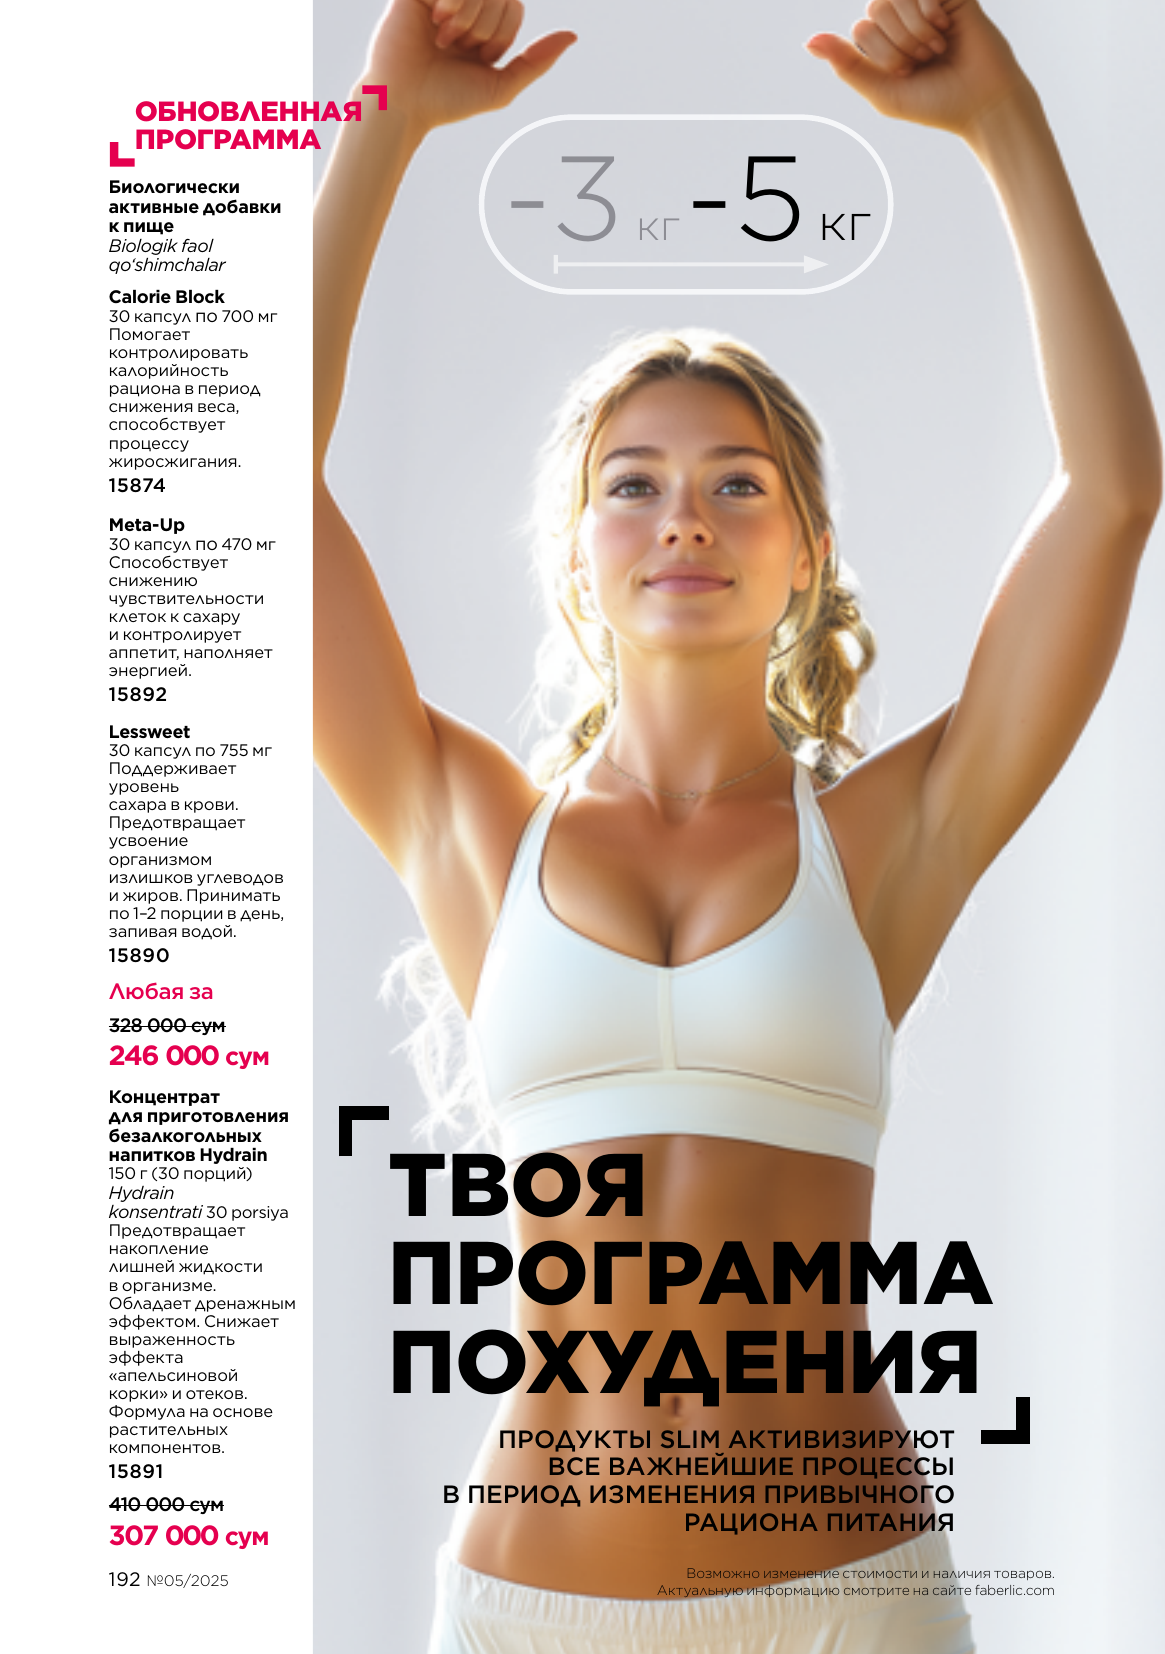 ОБНОВЛЕННАЯ
ПРОГРАММА
Биологически
активные добавки
к пище
Biologik faol
qo‘shimchalar
Calorie Block
30 капсул по 700 мг
Помогает
контролировать
калорийность
рациона в период
снижения веса,
способствует
процессу
жиросжигания.
15874
Meta-Up
30 капсул по 470 мг
Способствует
снижению
чувствительности
клеток к сахару
и контролирует
аппетит, наполняет
энергией.
15892
Lessweet
30 капсул по 755 мг
Поддерживает
уровень
сахара в крови.
Предотвращает
усвоение
организмом
излишков углеводов
и жиров. Принимать
по 1–2 порции в день,
запивая водой.
15890
Любая за
328 000 сум
246 000 сум
Концентрат
для приготовления
безалкогольных
напитков Hydrain
150 г (30 порций)
Hydrain
konsentrati 30 porsiya
Предотвращает
накопление
лишней жидкости
в организме.
Обладает дренажным
эффектом. Снижает
выраженность
эффекта
«апельсиновой
корки» и отеков.
Формула на основе
растительных
компонентов.
15891
410 000 сум
307 000 сум
192 №05/2025
-3 кг -5 кг
ТВОЯ
ПРОГРАММА
ПОХУДЕНИЯ
ПРОДУКТЫ SLIM АКТИВИЗИРУЮТ
ВСЕ ВАЖНЕЙШИЕ ПРОЦЕССЫ
В ПЕРИОД ИЗМЕНЕНИЯ ПРИВЫЧНОГО
РАЦИОНА ПИТАНИЯ
Возможно изменение стоимости и наличия товаров.
Актуальную информацию смотрите на сайте faberlic.com